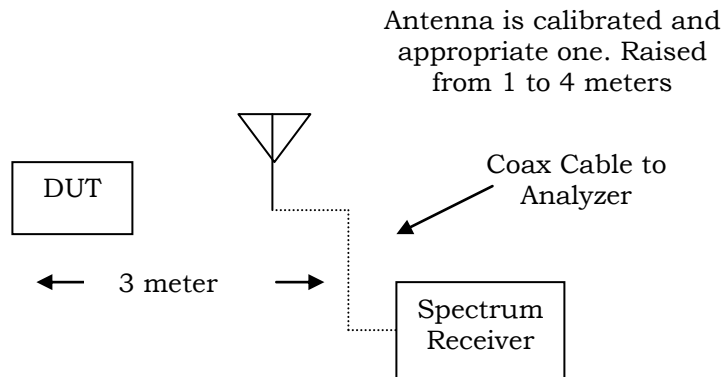 Antenna is calibrated and
appropriate one. Raised
from 1 to 4 meters
DUT
Coax Cable to
Analyzer
3 meter
Spectrum
Receiver